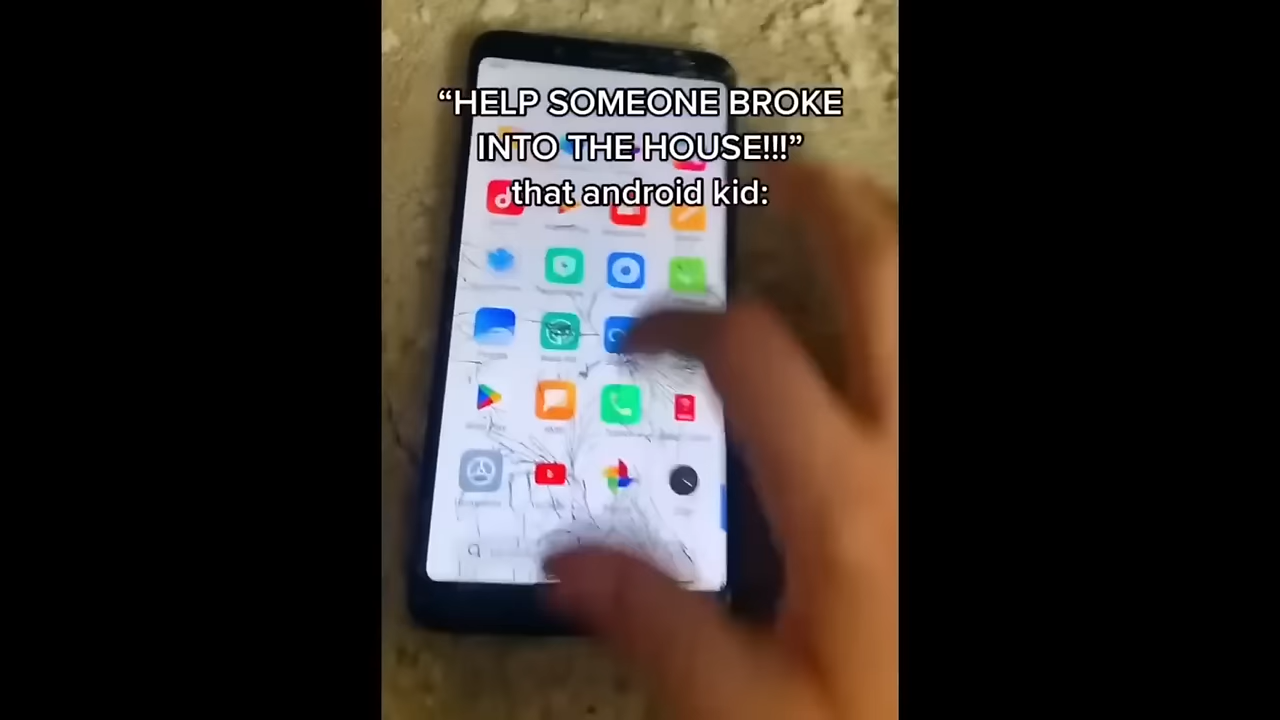 “HELP SOMEONE BROKE
INTO THE HOUSE!!!”
that android kid: